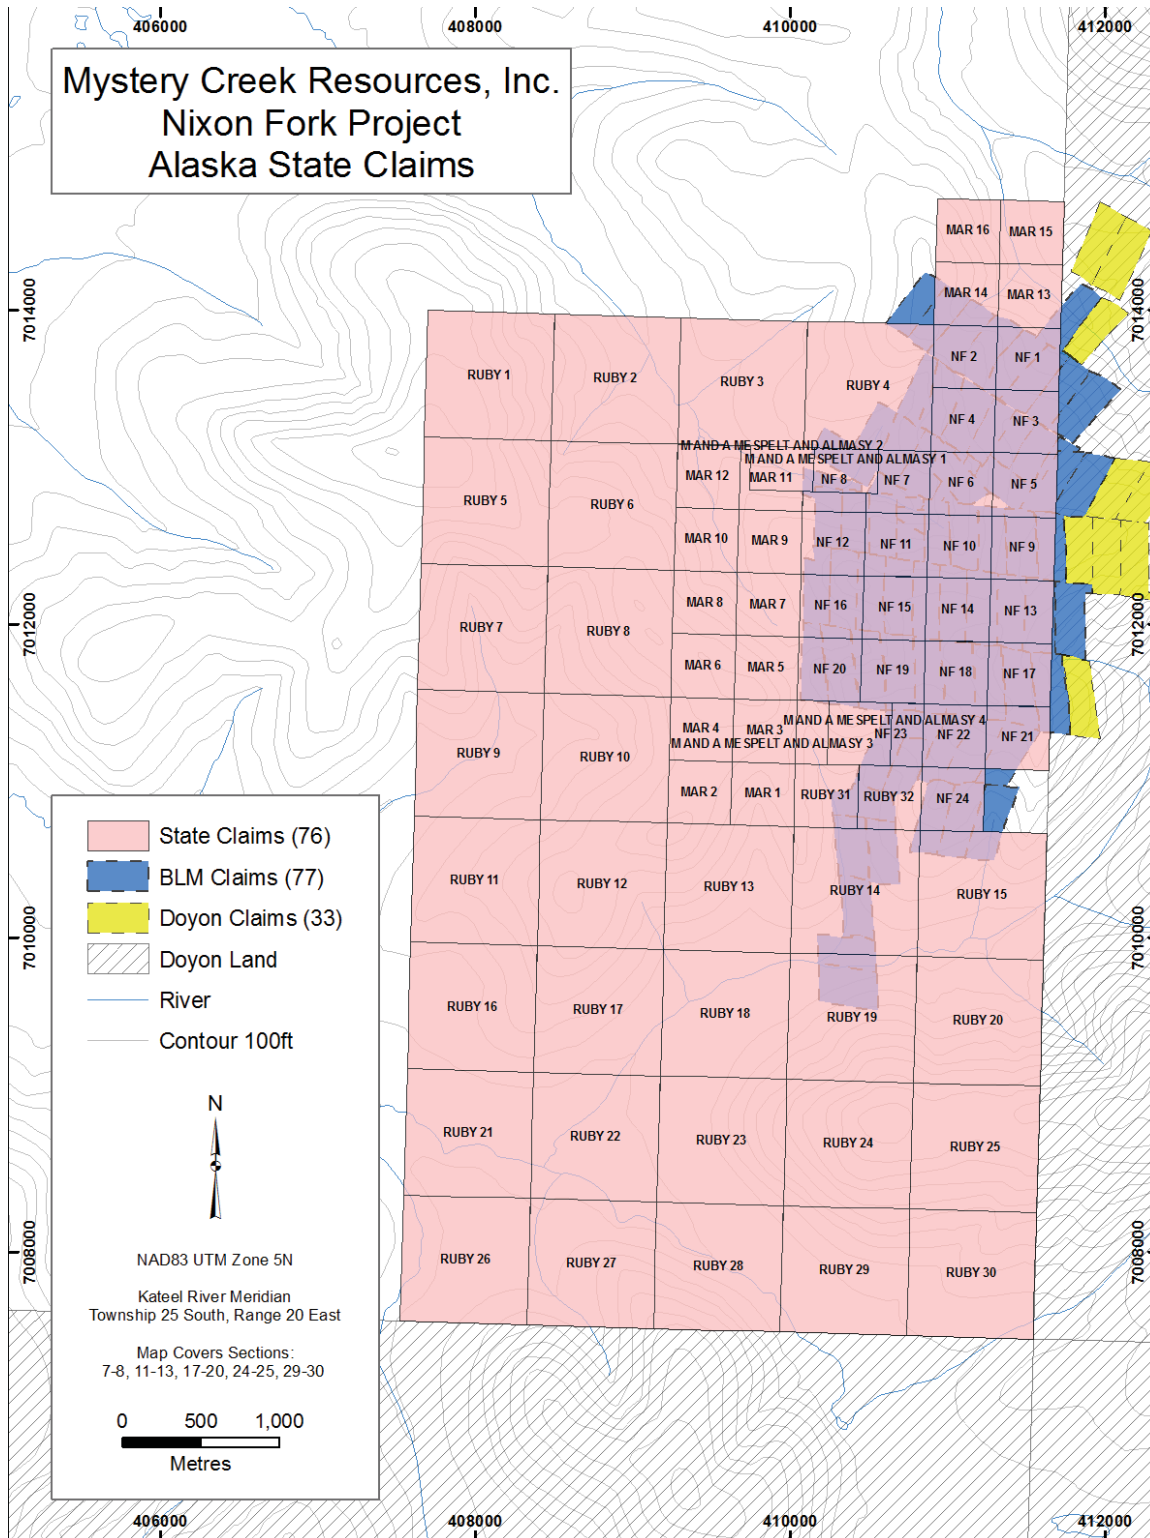 406000 408000 410000 412000
Mystery Creek Resources, Inc.
Nixon Fork Project
Alaska State Claims
7014000 7014000
MAR 16 MAR 15
MAR 14 MAR 13
RUBY 1 RUBY 2 RUBY 3 RUBY 4 NF 2 NF 1
NF 4 NF 3
M AND A MESPELT AND ALMASY 2
M AND A MESPELT AND ALMASY 1
RUBY 5 RUBY 6 MAR 12 MAR 11 NF 8 NF 7 NF 6 NF 5
MAR 10 MAR 9 NF 12 NF 11 NF 10 NF 9
7012000 7012000
RUBY 7 RUBY 8 MAR 8 MAR 7 NF 16 NF 15 NF 14 NF 13
MAR 6 MAR 5 NF 20 NF 19 NF 18 NF 17
M AND A MESPELT AND ALMASY 4
RUBY 9 RUBY 10 MAR 4 MAR 3 NF 23 NF 22 NF 21
M AND A MESPELT AND ALMASY 3
MAR 2 MAR 1 RUBY 31 RUBY 32 NF 24
RUBY 11 RUBY 12 RUBY 13 RUBY 14 RUBY 15
7010000 7010000
RUBY 16 RUBY 17 RUBY 18 RUBY 19 RUBY 20
RUBY 21 RUBY 22 RUBY 23 RUBY 24 RUBY 25
7008000 7008000
RUBY 26 RUBY 27 RUBY 28 RUBY 29 RUBY 30
State Claims (76)
BLM Claims (77)
Doyon Claims (33)
Doyon Land
River
Contour 100ft
N
NAD83 UTM Zone 5N
Kateel River Meridian
Township 25 South, Range 20 East
Map Covers Sections:
7-8, 11-13, 17-20, 24-25, 29-30
0 500 1,000
Metres
406000 408000 410000 412000